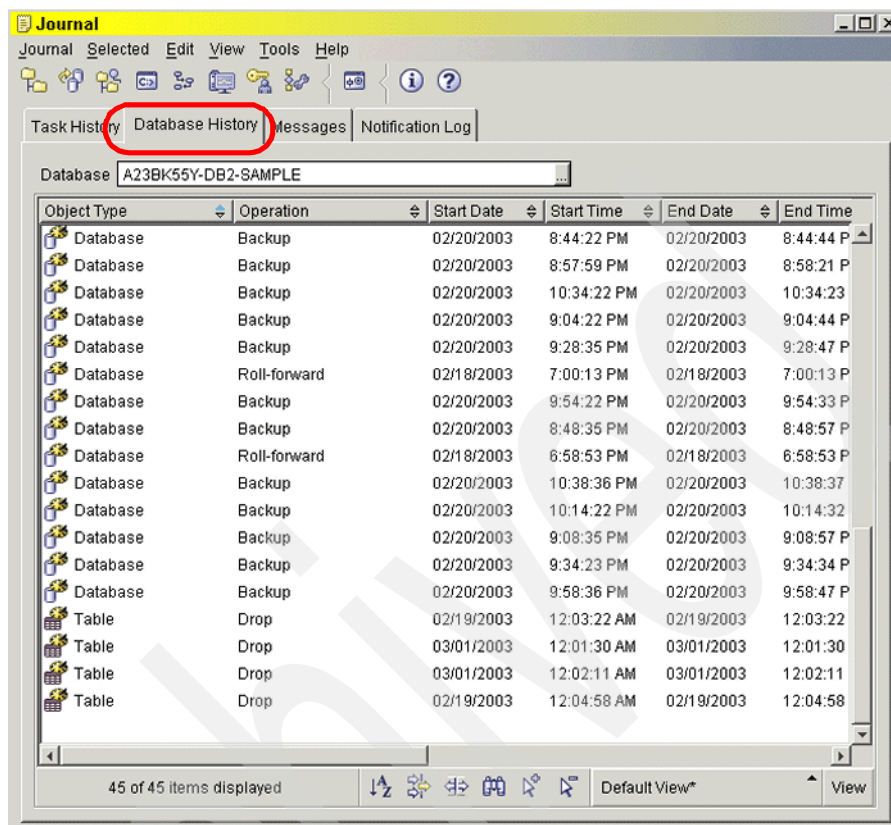 Journal
Journal Selected Edit View Tools Help
Task History Database History Messages Notification Log
Database A23BK55Y-DB2-SAMPLE ...
Object Type Operation Start Date Start Time End Date End Time
Database Backup 02/20/2003 8:44:22 PM 02/20/2003 8:44:44 P
Database Backup 02/20/2003 8:57:59 PM 02/20/2003 8:58:21 P
Database Backup 02/20/2003 10:34:22 PM 02/20/2003 10:34:23
Database Backup 02/20/2003 9:04:22 PM 02/20/2003 9:04:44 P
Database Backup 02/20/2003 9:28:35 PM 02/20/2003 9:28:47 P
Database Roll-forward 02/18/2003 7:00:13 PM 02/18/2003 7:00:13 P
Database Backup 02/20/2003 9:54:22 PM 02/20/2003 9:54:33 P
Database Backup 02/20/2003 8:48:35 PM 02/20/2003 8:48:57 P
Database Roll-forward 02/18/2003 6:58:53 PM 02/18/2003 6:58:53 P
Database Backup 02/20/2003 10:38:36 PM 02/20/2003 10:38:37
Database Backup 02/20/2003 10:14:22 PM 02/20/2003 10:14:32
Database Backup 02/20/2003 9:08:35 PM 02/20/2003 9:08:57 P
Database Backup 02/20/2003 9:34:23 PM 02/20/2003 9:34:34 P
Database Backup 02/20/2003 9:58:36 PM 02/20/2003 9:58:47 P
Table Drop 02/19/2003 12:03:22 AM 02/19/2003 12:03:22
Table Drop 03/01/2003 12:01:30 AM 03/01/2003 12:01:30
Table Drop 03/01/2003 12:02:11 AM 03/01/2003 12:02:11
Table Drop 02/19/2003 12:04:58 AM 02/19/2003 12:04:58
45 of 45 items displayed Default View* View